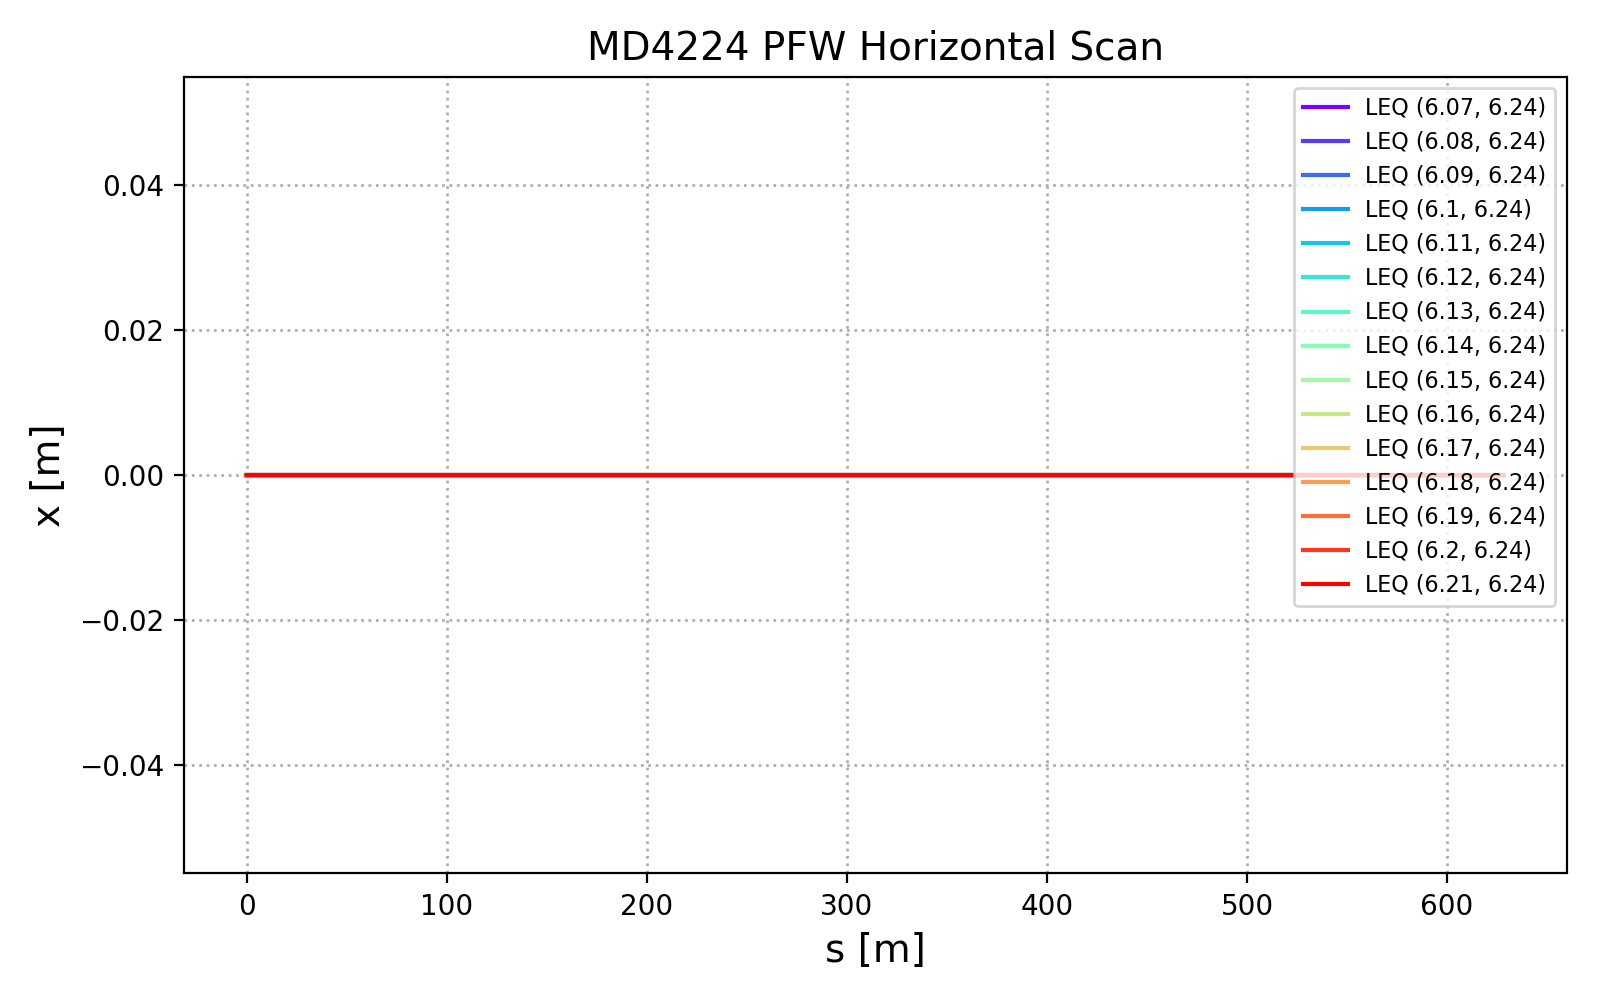 MD4224 PFW Horizontal Scan
LEQ (6.07, 6.24)
LEQ (6.08, 6.24)
LEQ (6.09, 6.24)
LEQ (6.1, 6.24)
LEQ (6.11, 6.24)
LEQ (6.12, 6.24)
LEQ (6.13, 6.24)
LEQ (6.14, 6.24)
LEQ (6.15, 6.24)
LEQ (6.16, 6.24)
LEQ (6.17, 6.24)
LEQ (6.18, 6.24)
LEQ (6.19, 6.24)
LEQ (6.2, 6.24)
LEQ (6.21, 6.24)
x [m]
0.04
0.02
0.00
−0.02
−0.04
0 100 200 300 400 500 600
s [m]